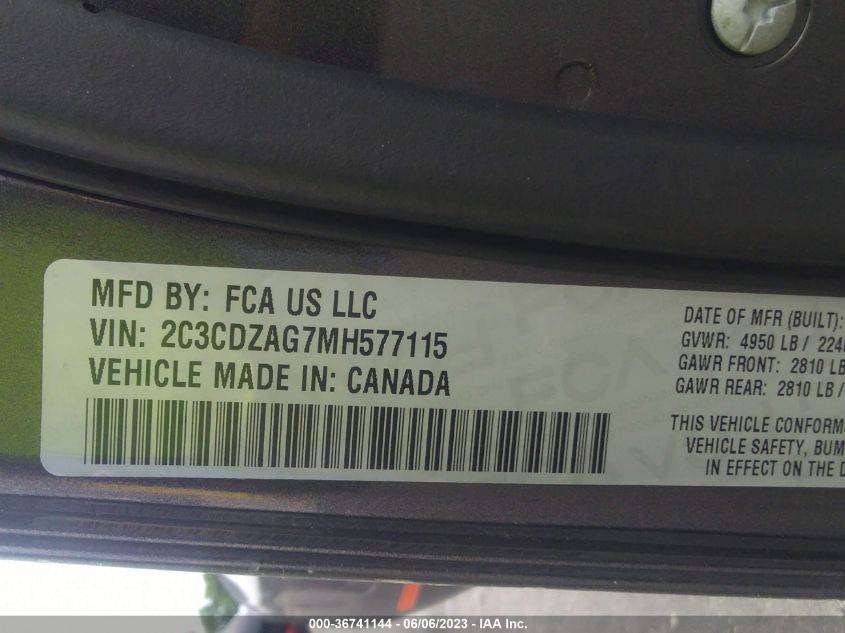 MFD BY: FCA US LLC
VIN: 2C3CDZAG7MH577115
VEHICLE MADE IN: CANADA
DATE OF MFR (BUILT):
GVWR: 4950 LB /
GAWR FRONT: 2810 LB
GAWR REAR: 2810 LB /
THIS VEHICLE
VEHICLE SAFETY,
IN EFFECT ON THE
000-36741144 - 06/06/2023 - IAA Inc.